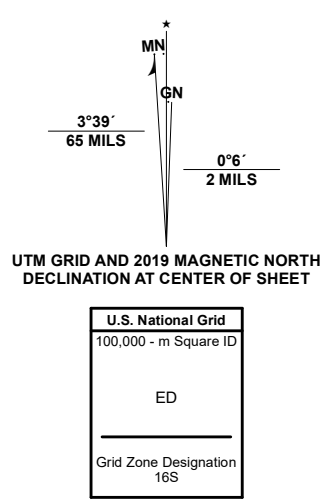 MN
GN
3°39´
65 MILS
0°6´
2 MILS
UTM GRID AND 2019 MAGNETIC NORTH
DECLINATION AT CENTER OF SHEET
U.S. National Grid
100,000 - m Square ID
ED
Grid Zone Designation
16S